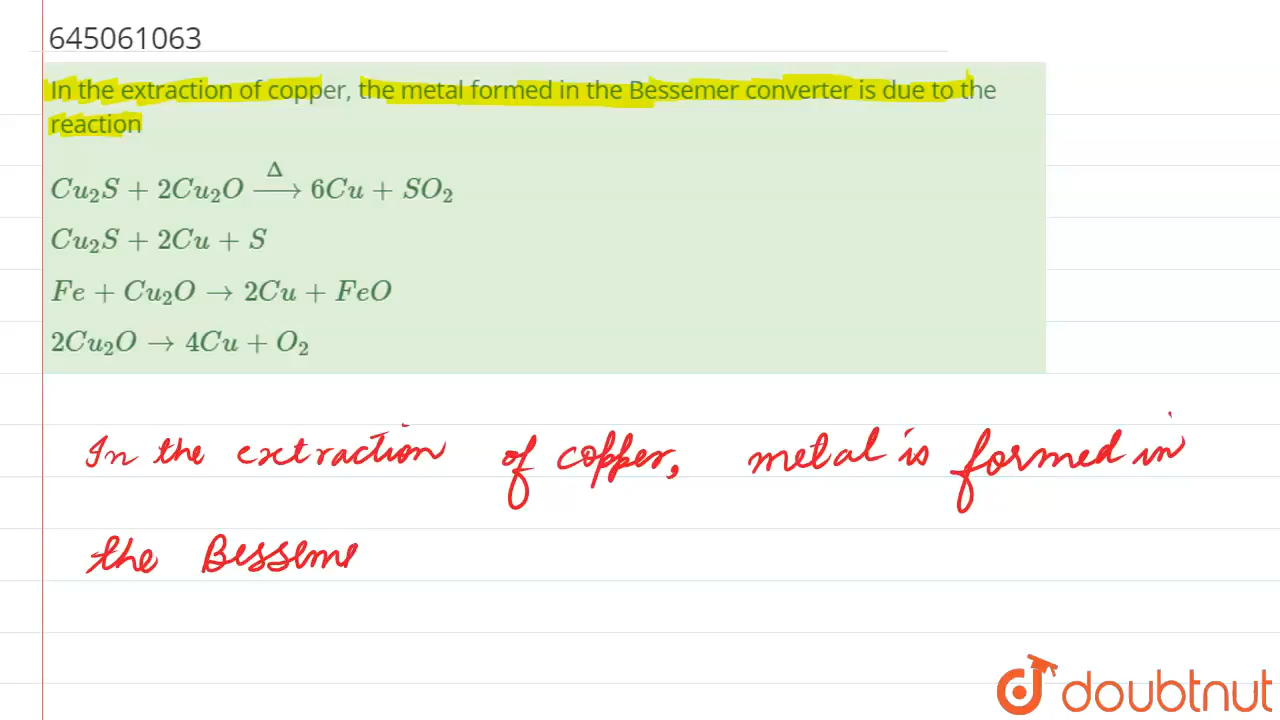 645061063
In the extraction of copper, the metal formed in the Bessemer converter is due to the
reaction
Cu₂S + 2Cu₂O \xrightarrow{Δ} 6Cu + SO₂
Cu₂S + 2Cu + S
Fe + Cu₂O → 2Cu + FeO
2Cu₂O → 4Cu + O₂
In the extraction of copper, metal is formed in
the Besseme
doubtnut